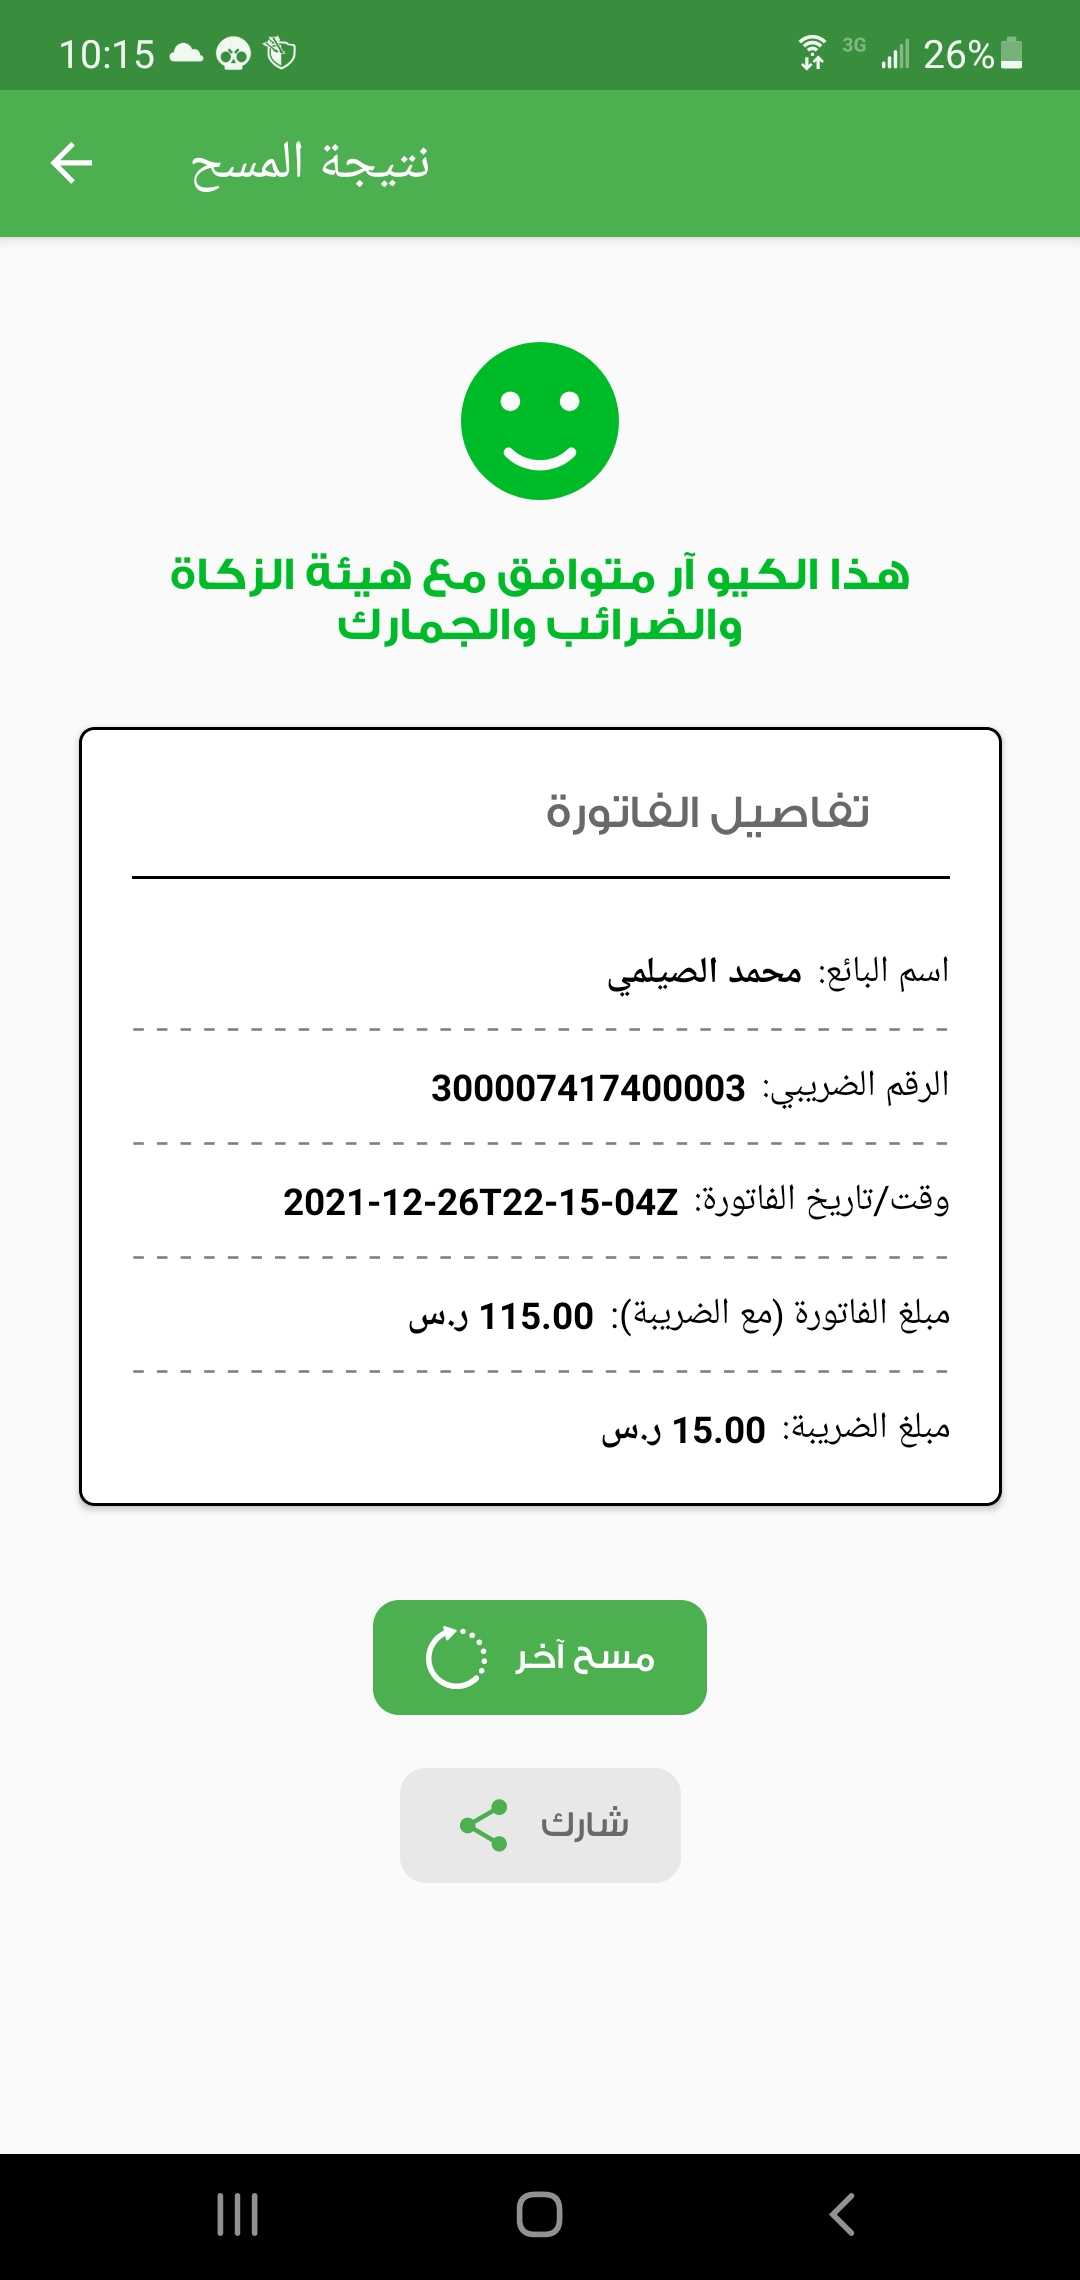 10:15 3G 26%
نتيجة المسح
هذا الكيو آر متوافق مع هيئة الزكاة
والضرائب والجمارك
تفاصيل الفاتورة
اسم البائع: محمد الصيلمي
الرقم الضريبي: 300007417400003
وقت/تاريخ الفاتورة: 2021-12-26T22-15-04Z
مبلغ الفاتورة (مع الضريبة): 115.00 ر.س
مبلغ الضريبة: 15.00 ر.س
مسح آخر
شارك